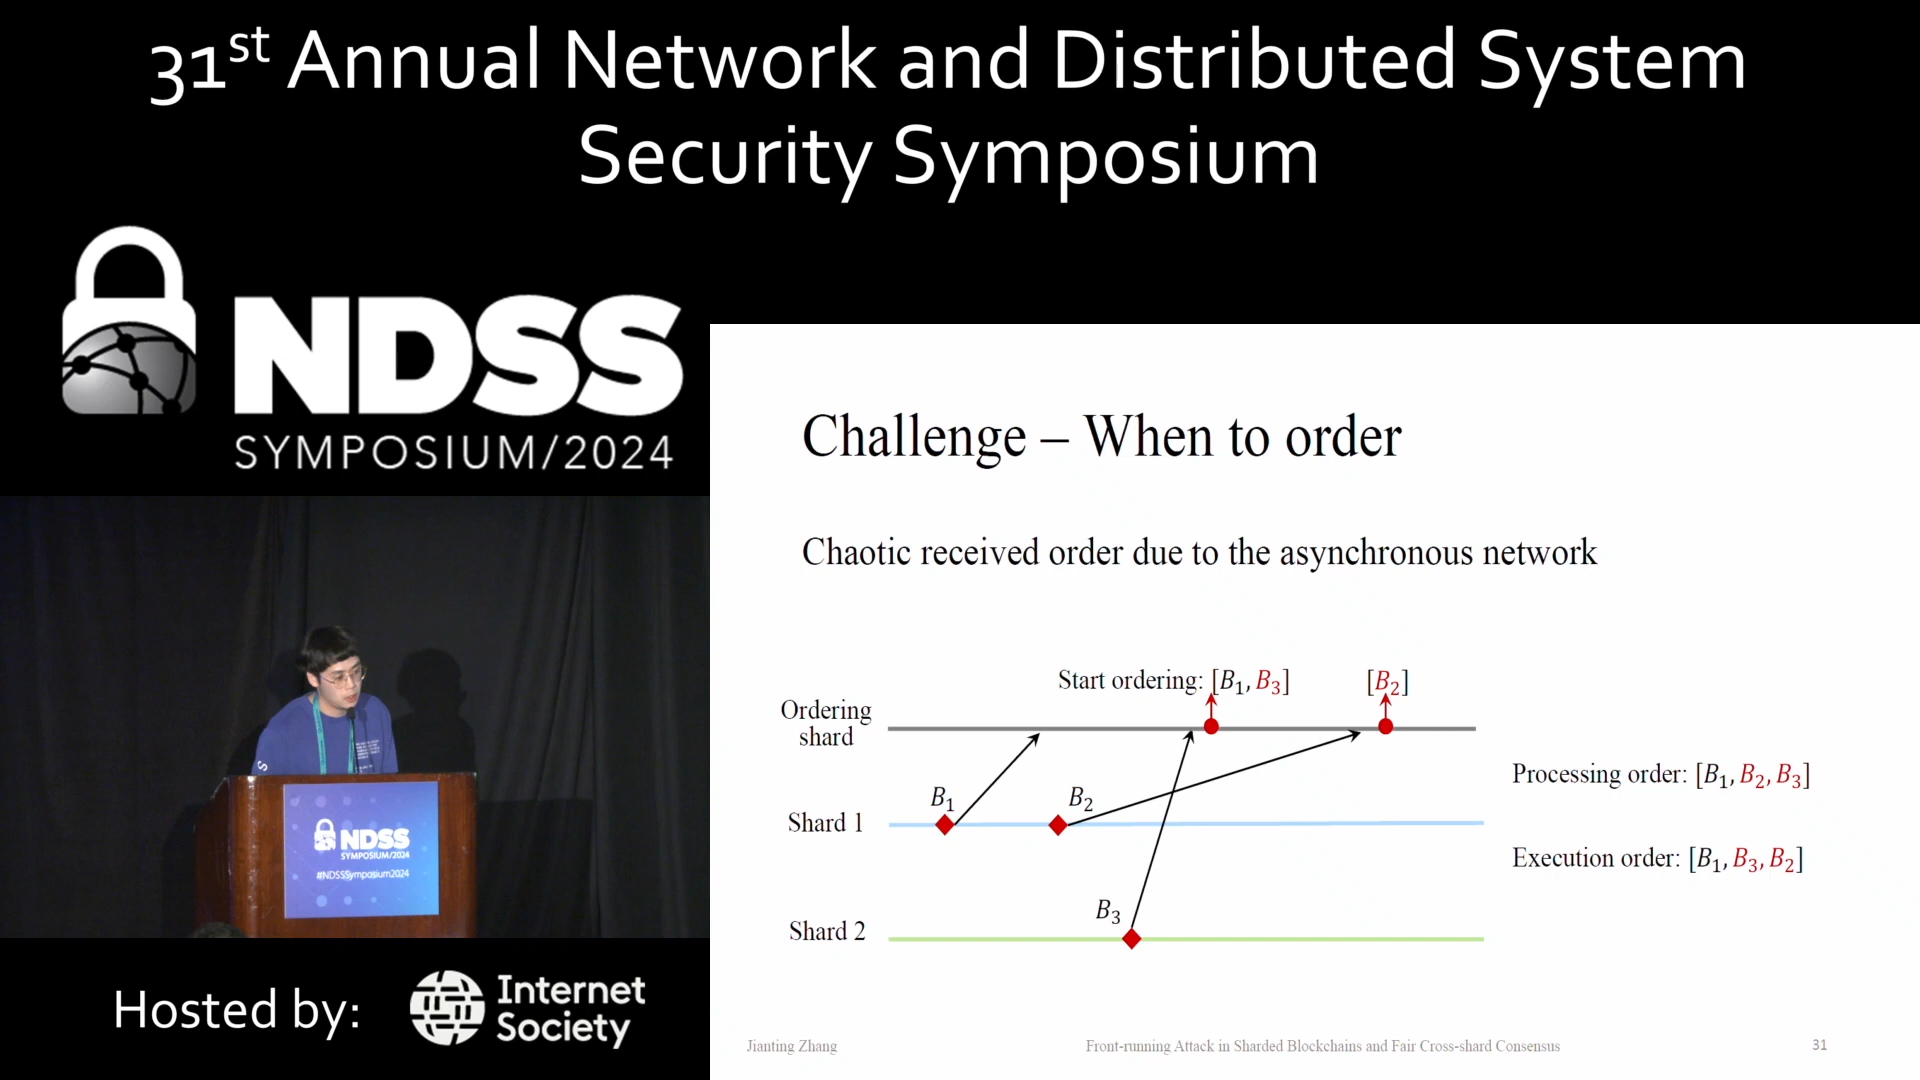 31st Annual Network and Distributed System
Security Symposium
NDSS
SYMPOSIUM/2024
Challenge – When to order
Chaotic received order due to the asynchronous network
Start ordering: [B1, B3]
[B2]
Ordering
shard
Processing order: [B1, B2, B3]
B1
B2
Shard 1
Execution order: [B1, B3, B2]
B3
Shard 2
NDSS
SYMPOSIUM/2024
#NDSSSymposium2024
Hosted by:
Internet
Society
Jianting Zhang
Front-running Attack in Sharded Blockchains and Fair Cross-shard Consensus
31